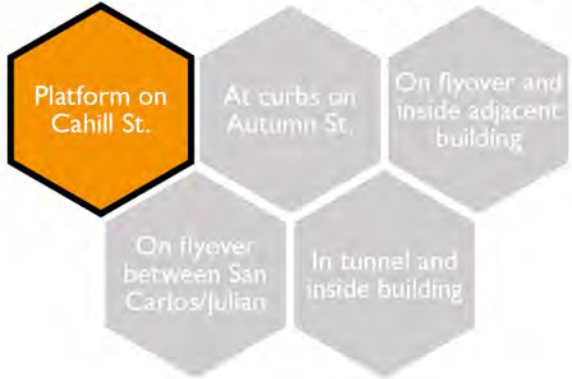 Platform on
Cahill St.
At curbs on
Autumn St.
On flyover and
inside adjacent
building
On flyover
between San
Carlos/Julian
In tunnel and
inside building